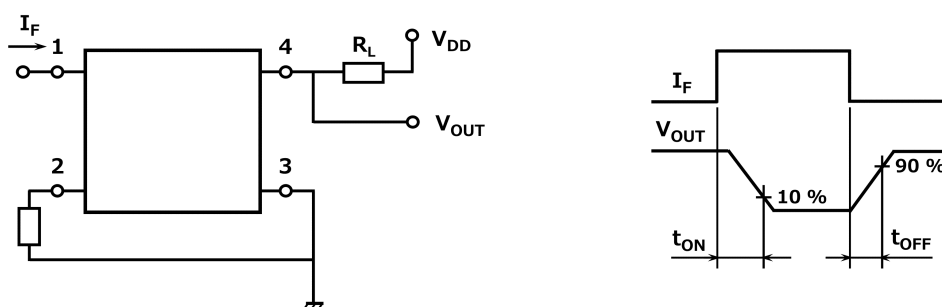 I_F
1
4
R_L
V_DD
V_OUT
2
3
I_F
V_OUT
90 %
10 %
t_ON
t_OFF